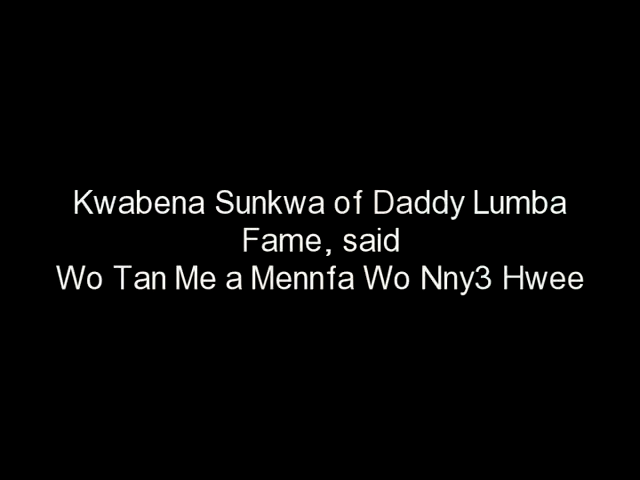 Kwabena Sunkwa of Daddy Lumba
Fame, said
Wo Tan Me a Mennfa Wo Nny3 Hwee